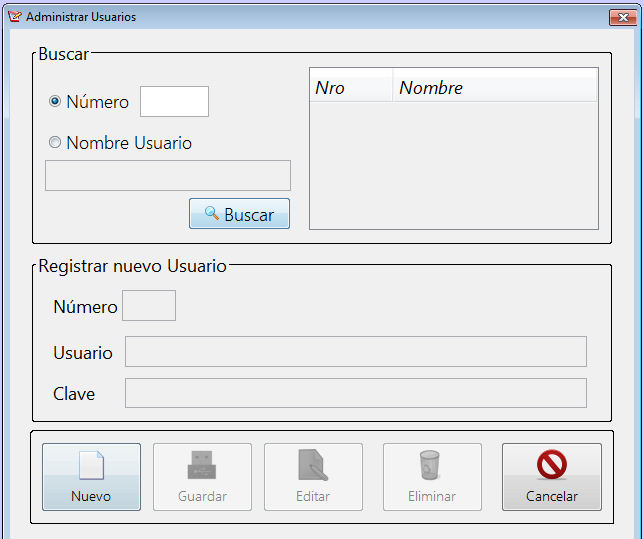 Administrar Usuarios
Buscar
Número
Nombre Usuario
Buscar
Nro Nombre
Registrar nuevo Usuario
Número
Usuario
Clave
Nuevo Guardar Editar Eliminar Cancelar